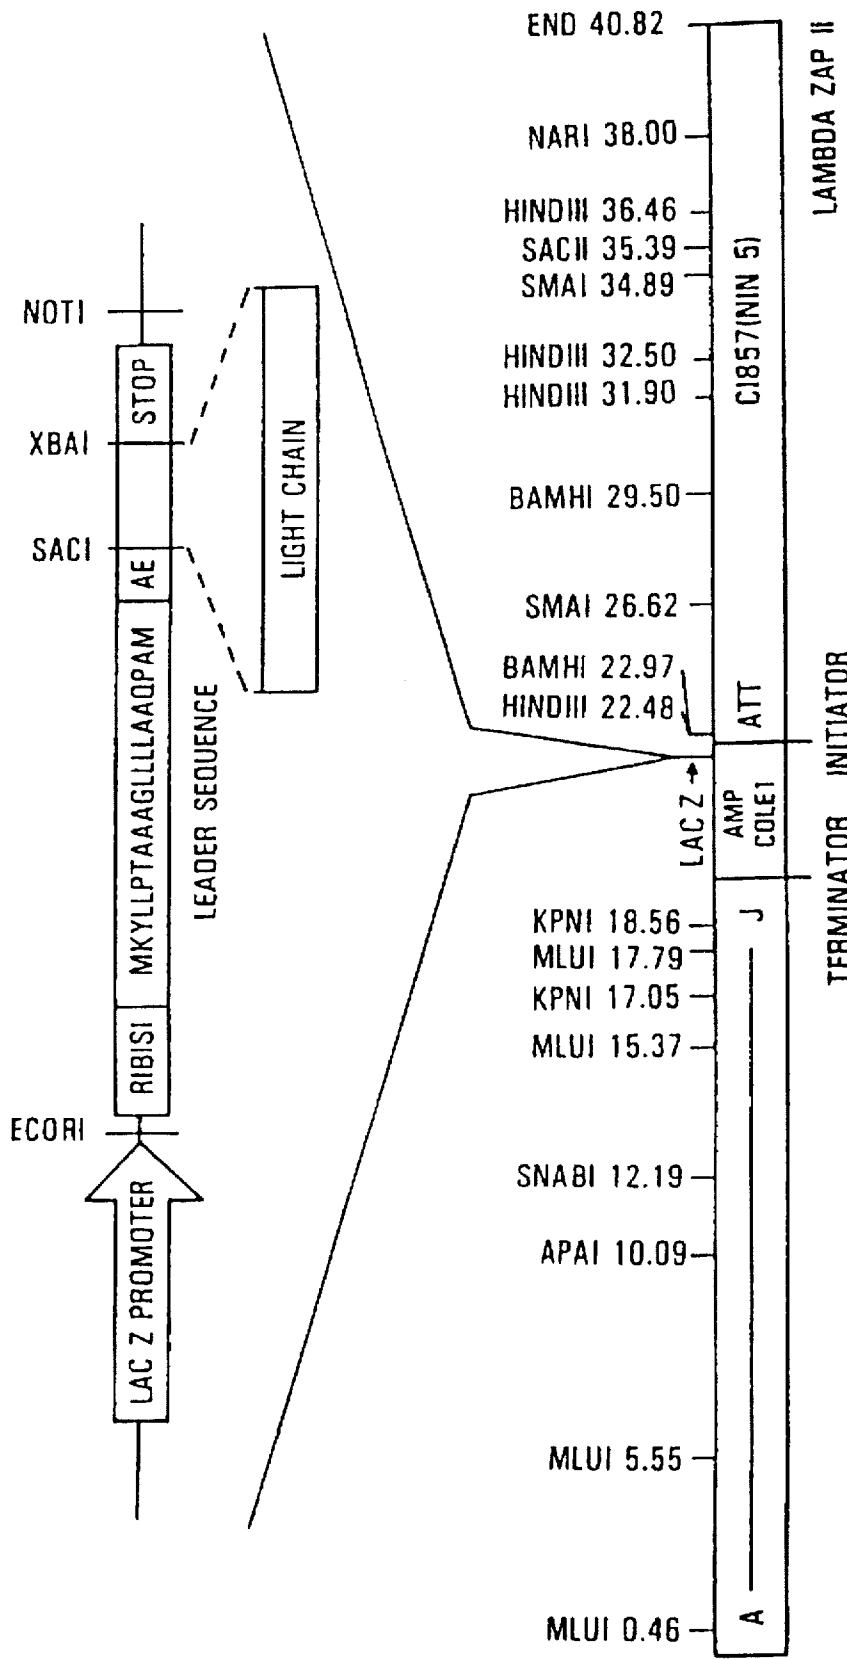 NOTI
STOP
XBAI
SACI
AE
MKYLLPTAAAGLLLLAAQPAM
LEADER SEQUENCE
RIBISI
ECORI
LAC Z PROMOTER
LIGHT CHAIN
END 40.82
NARI 38.00
HINDIII 36.46
SACII 35.39
SMAI 34.89
HINDIII 32.50
HINDIII 31.90
BAMHI 29.50
SMAI 26.62
BAMHI 22.97
HINDIII 22.48
LAC Z
KPNI 18.56
MLUI 17.79
KPNI 17.05
MLUI 15.37
SNABI 12.19
APAI 10.09
MLUI 5.55
MLUI 0.46
CI857(NIN 5)
ATT
AMP
COLE1
J
A
LAMBDA ZAP II
INITIATOR
TERMINATOR